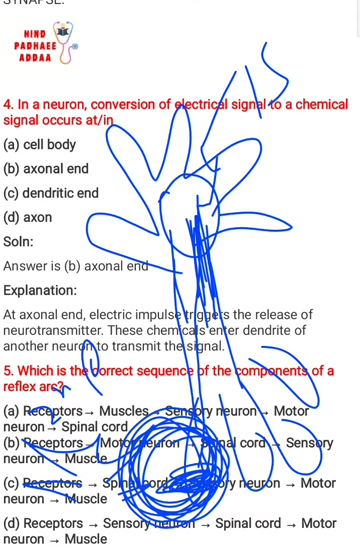 SYNAPSE.
HIND
PADHAEE
ADDAA
4. In a neuron, conversion of electrical signal to a chemical
signal occurs at/in
(a) cell body
(b) axonal end
(c) dendritic end
(d) axon
Soln:
Answer is (b) axonal end
Explanation:
At axonal end, electric impulse triggers the release of
neurotransmitter. These chemicals enter dendrite of
another neuron to transmit the signal.
5. Which is the correct sequence of the components of a
reflex arc?
(a) Receptors→ Muscles→ Sensory neuron→ Motor
neuron→ Spinal cord
(b) Receptors→ Motor neuron → Spinal cord → Sensory
neuron → Muscle
(c) Receptors → Spinal cord → Sensory neuron → Motor
neuron → Muscle
(d) Receptors → Sensory neuron → Spinal cord → Motor
neuron → Muscle